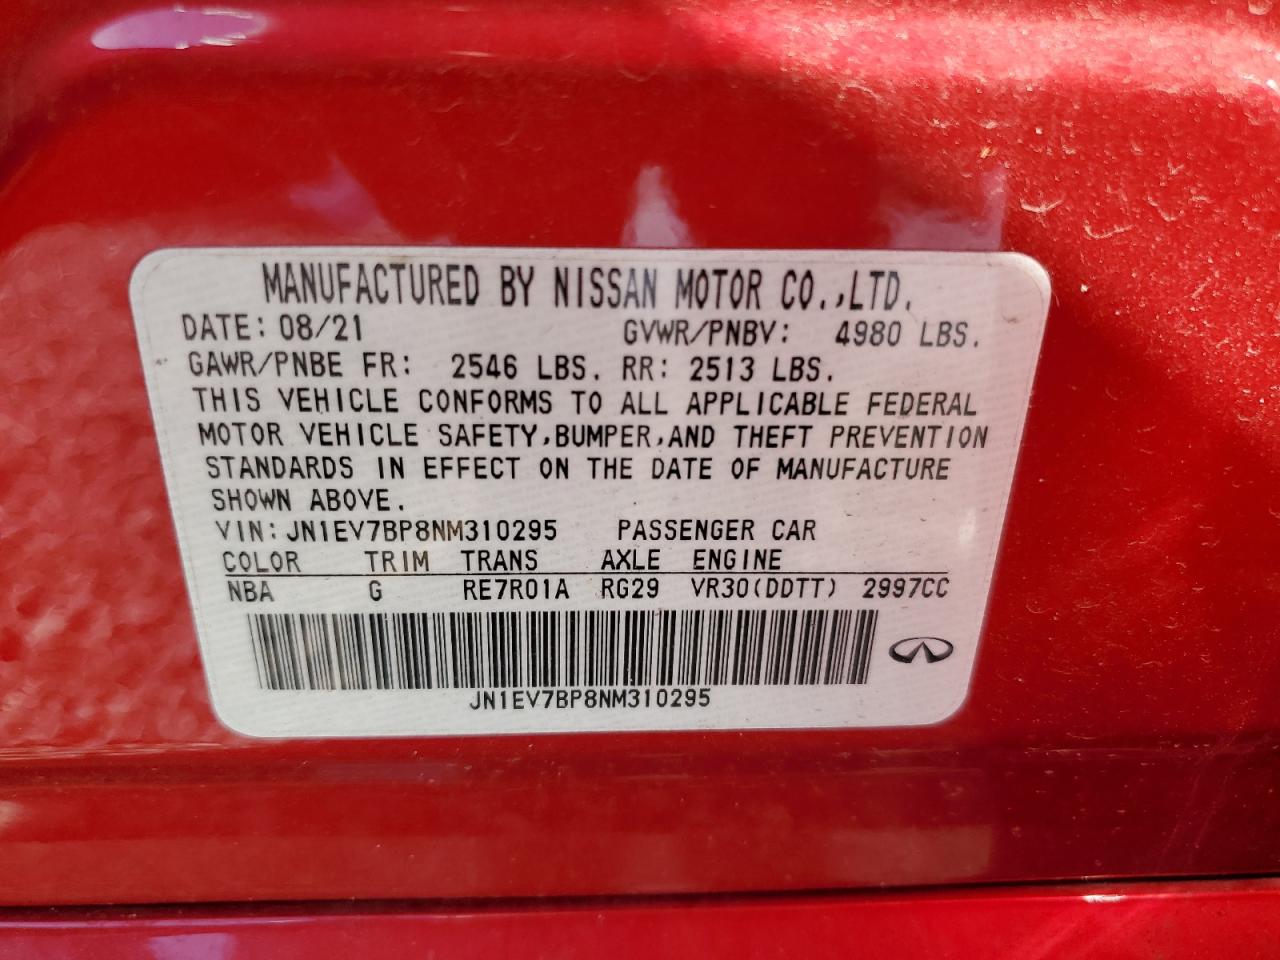 MANUFACTURED BY NISSAN MOTOR CO.,LTD.
DATE: 08/21 GVWR/PNBV: 4980 LBS.
GAWR/PNBE FR: 2546 LBS. RR: 2513 LBS.
THIS VEHICLE CONFORMS TO ALL APPLICABLE FEDERAL
MOTOR VEHICLE SAFETY,BUMPER,AND THEFT PREVENTION
STANDARDS IN EFFECT ON THE DATE OF MANUFACTURE
SHOWN ABOVE.
VIN: JN1EV7BP8NM310295 PASSENGER CAR
COLOR TRIM TRANS AXLE ENGINE
NBA G RE7R01A RG29 VR30(DDTT) 2997CC
JN1EV7BP8NM310295